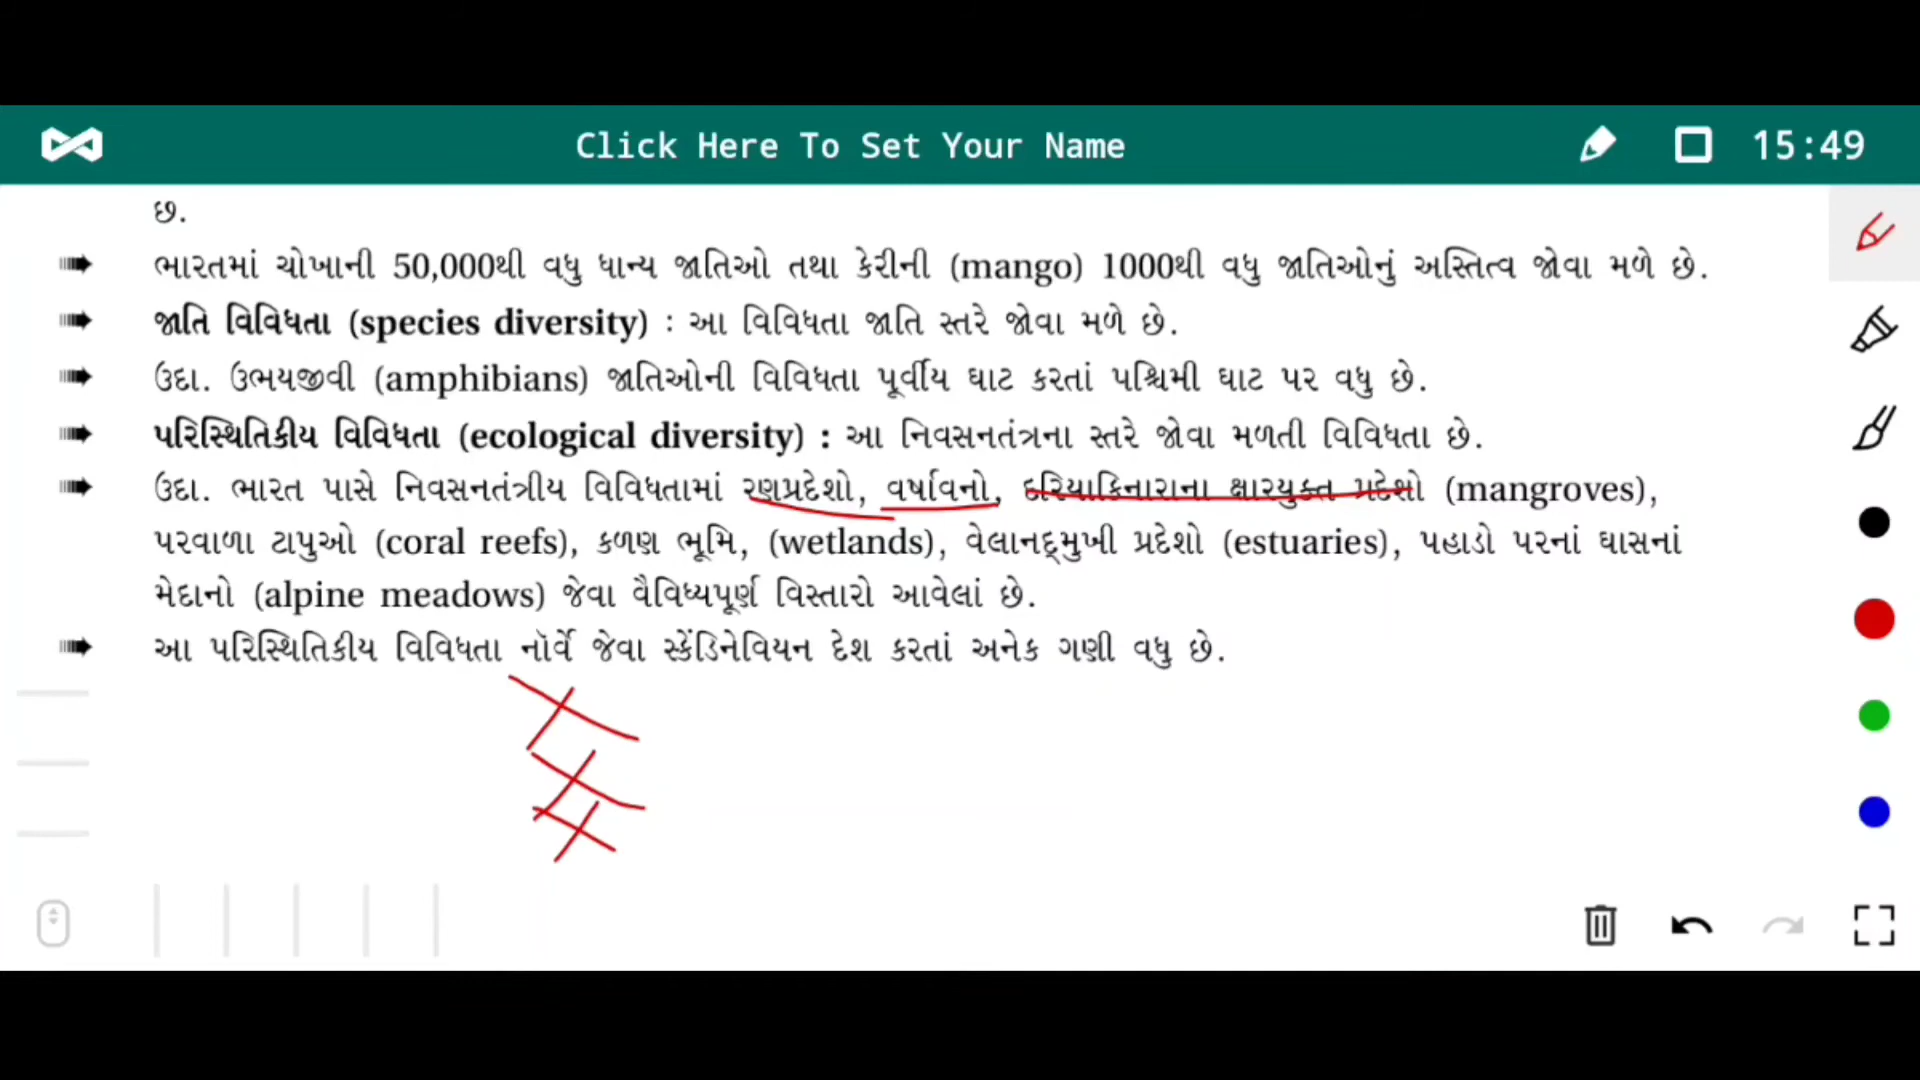 Click Here To Set Your Name
15:49
છે.
ભારતમાં ચોખાની 50,000થી વધુ ધાન્ય જાતિઓ તથા કેરીની (mango) 1000થી વધુ જાતિઓનું અસ્તિત્વ જોવા મળે છે.
જાતિ વિવિધતા (species diversity) : આ વિવિધતા જાતિ સ્તરે જોવા મળે છે.
ઉદા. ઉભયજીવી (amphibians) જાતિઓની વિવિધતા પૂર્વીય ઘાટ કરતાં પશ્ચિમી ઘાટ પર વધુ છે.
પરિસ્થિતિકીય વિવિધતા (ecological diversity) : આ નિવસનતંત્રના સ્તરે જોવા મળતી વિવિધતા છે.
ઉદા. ભારત પાસે નિવસનતંત્રીય વિવિધતામાં રણપ્રદેશો, વર્ષાવનો, દરિયાકિનારાના ક્ષારયુક્ત પ્રદેશો (mangroves),
પરવાળા ટાપુઓ (coral reefs), કળણ ભૂમિ, (wetlands), વેલાનદ્મુખી પ્રદેશો (estuaries), પહાડો પરનાં ઘાસનાં
મેદાનો (alpine meadows) જેવા વૈવિધ્યપૂર્ણ વિસ્તારો આવેલાં છે.
આ પરિસ્થિતિકીય વિવિધતા નૉર્વે જેવા સ્કેંડિનેવિયન દેશ કરતાં અનેક ગણી વધુ છે.